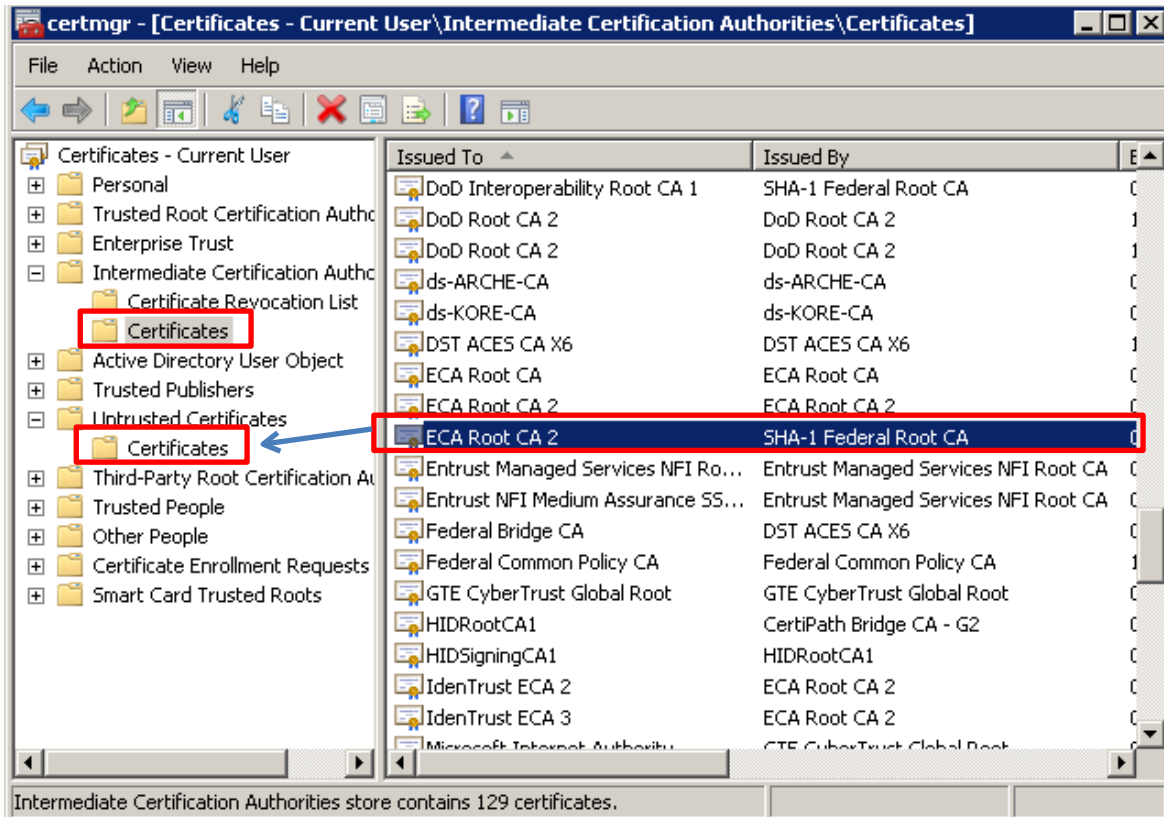 certmgr - [Certificates - Current User\Intermediate Certification Authorities\Certificates]
File Action View Help
Certificates - Current User
Personal
Trusted Root Certification Autho
Enterprise Trust
Intermediate Certification Autho
Certificate Revocation List
Certificates
Active Directory User Object
Trusted Publishers
Untrusted Certificates
Certificates
Third-Party Root Certification Au
Trusted People
Other People
Certificate Enrollment Requests
Smart Card Trusted Roots
Issued To Issued By E
DoD Interoperability Root CA 1 SHA-1 Federal Root CA
DoD Root CA 2 DoD Root CA 2
DoD Root CA 2 DoD Root CA 2
ds-ARCHE-CA ds-ARCHE-CA
ds-KORE-CA ds-KORE-CA
DST ACES CA X6 DST ACES CA X6
ECA Root CA ECA Root CA
ECA Root CA 2 ECA Root CA 2
ECA Root CA 2 SHA-1 Federal Root CA
Entrust Managed Services NFI Ro... Entrust Managed Services NFI Root CA
Entrust NFI Medium Assurance SS... Entrust Managed Services NFI Root CA
Federal Bridge CA DST ACES CA X6
Federal Common Policy CA Federal Common Policy CA
GTE CyberTrust Global Root GTE CyberTrust Global Root
HIDRootCA1 CertiPath Bridge CA - G2
HIDSigningCA1 HIDRootCA1
IdenTrust ECA 2 ECA Root CA 2
IdenTrust ECA 3 ECA Root CA 2
Microsoft Internet Authority GTE CyberTrust Global Root
Intermediate Certification Authorities store contains 129 certificates.